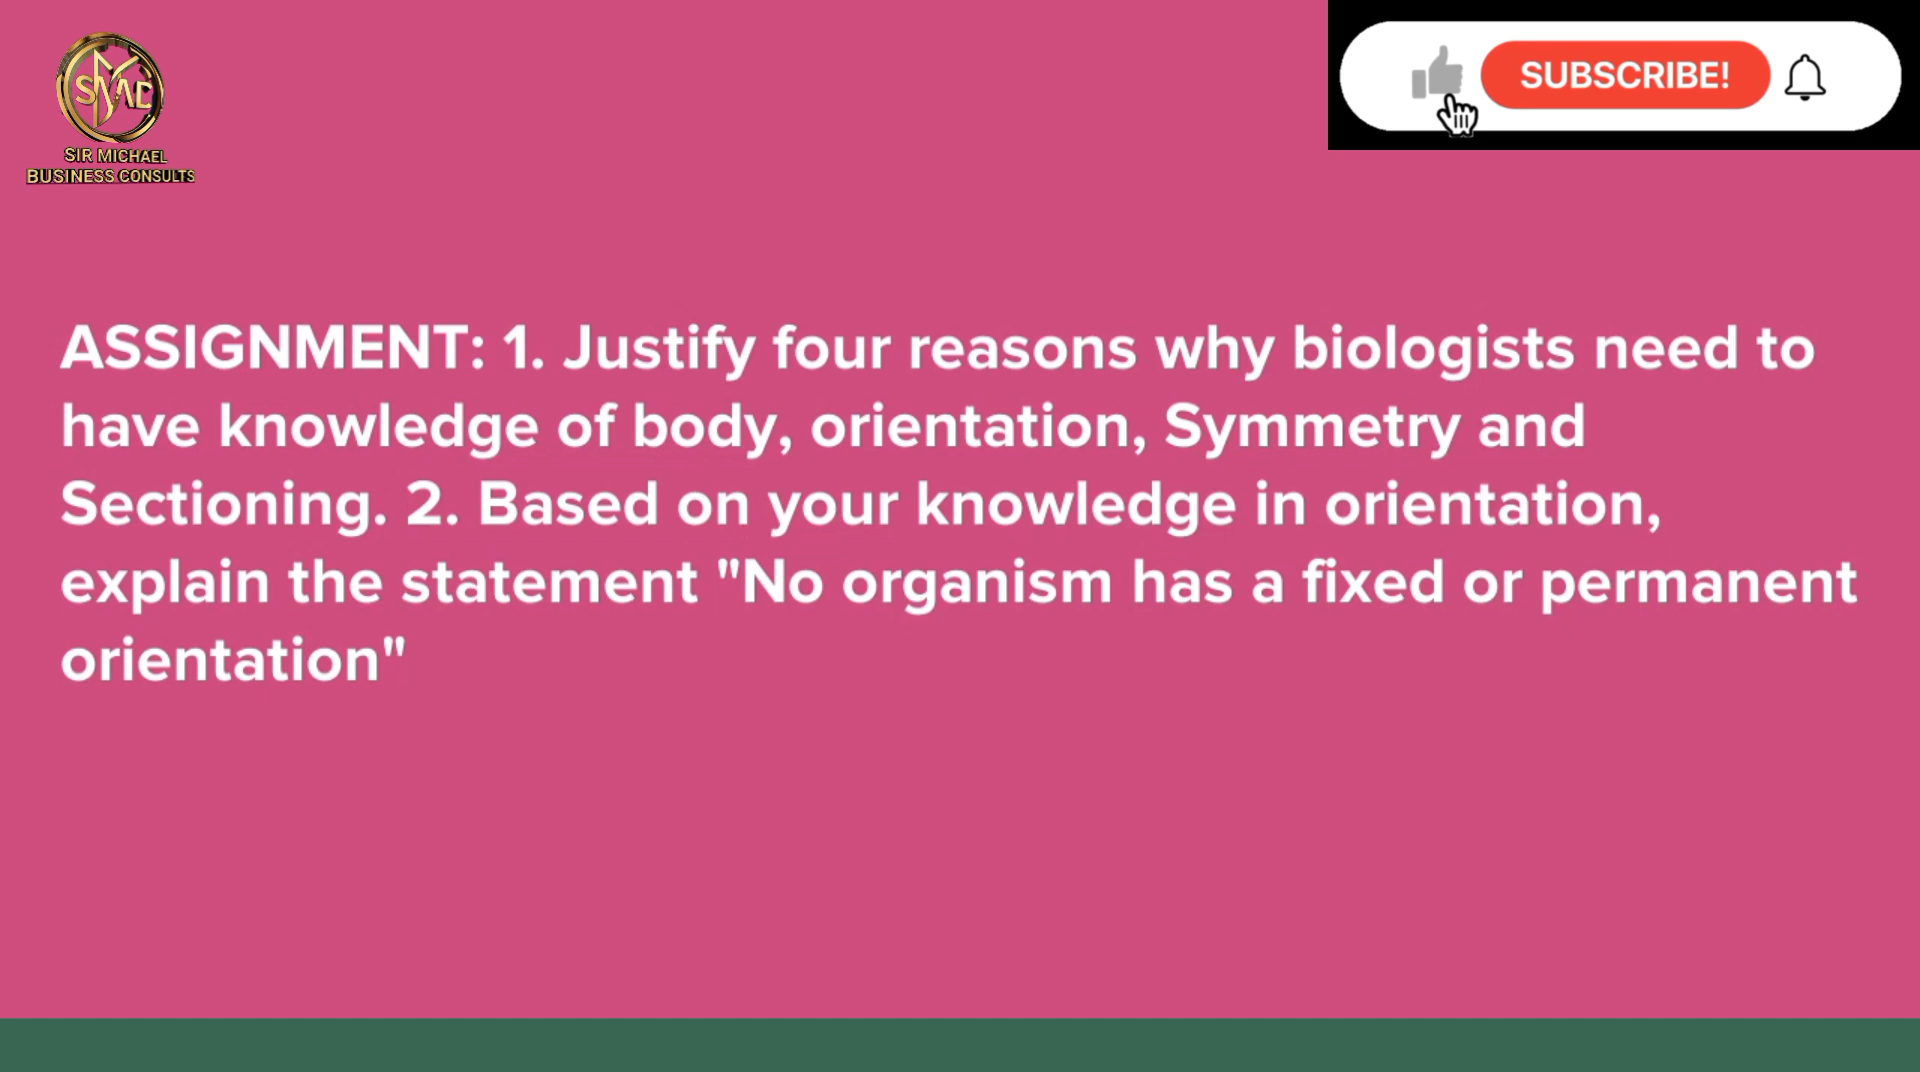 SMC
SIR MICHAEL
BUSINESS CONSULTS
SUBSCRIBE!
ASSIGNMENT: 1. Justify four reasons why biologists need to
have knowledge of body, orientation, Symmetry and
Sectioning. 2. Based on your knowledge in orientation,
explain the statement "No organism has a fixed or permanent
orientation"